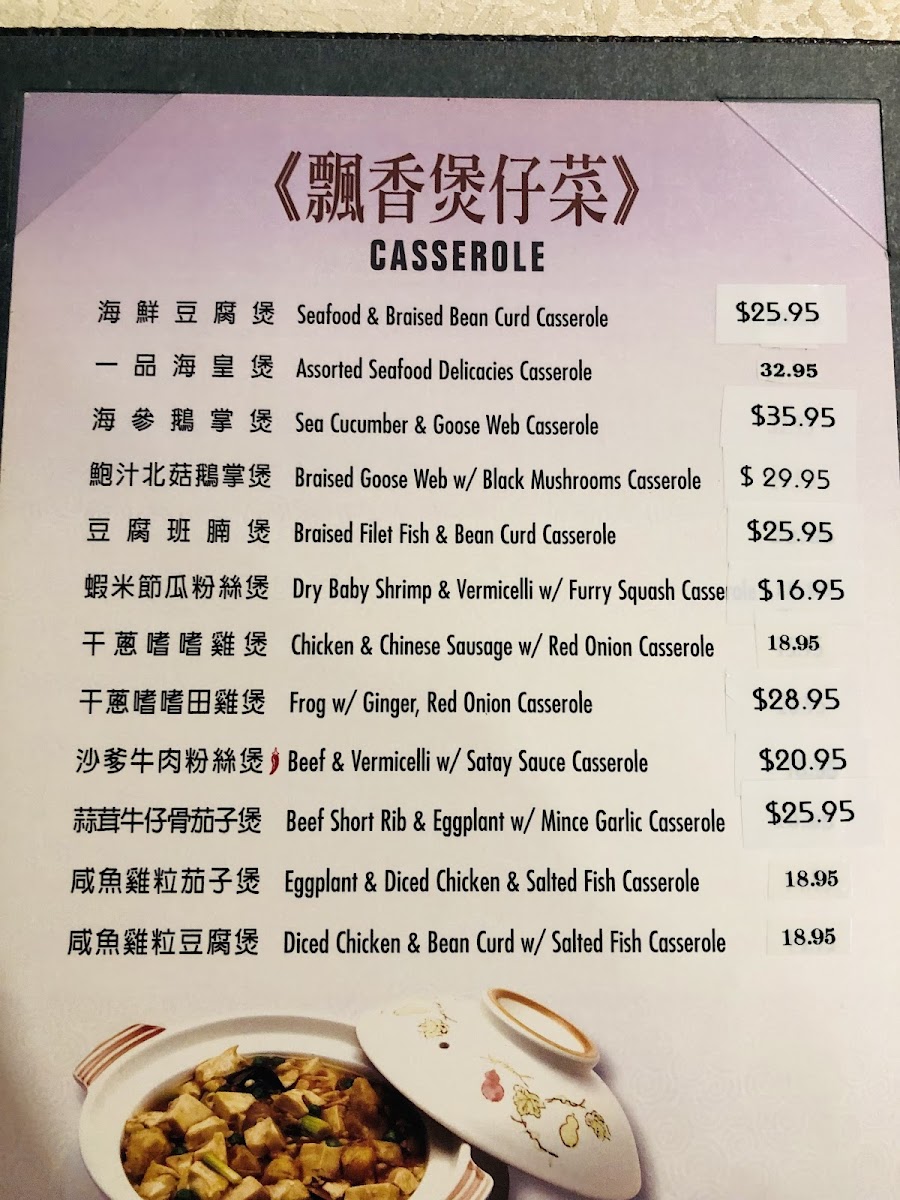 《飄香煲仔菜》
CASSEROLE
海鮮豆腐煲 Seafood & Braised Bean Curd Casserole $25.95
一品海皇煲 Assorted Seafood Delicacies Casserole 32.95
海參鵝掌煲 Sea Cucumber & Goose Web Casserole $35.95
鮑汁北菇鵝掌煲 Braised Goose Web w/ Black Mushrooms Casserole $29.95
豆腐班腩煲 Braised Filet Fish & Bean Curd Casserole $25.95
蝦米節瓜粉絲煲 Dry Baby Shrimp & Vermicelli w/ Furry Squash Casserole $16.95
干蔥嗜嗜雞煲 Chicken & Chinese Sausage w/ Red Onion Casserole 18.95
干蔥嗜嗜田雞煲 Frog w/ Ginger, Red Onion Casserole $28.95
沙爹牛肉粉絲煲 Beef & Vermicelli w/ Satay Sauce Casserole $20.95
蒜茸牛仔骨茄子煲 Beef Short Rib & Eggplant w/ Mince Garlic Casserole $25.95
咸魚雞粒茄子煲 Eggplant & Diced Chicken & Salted Fish Casserole 18.95
咸魚雞粒豆腐煲 Diced Chicken & Bean Curd w/ Salted Fish Casserole 18.95